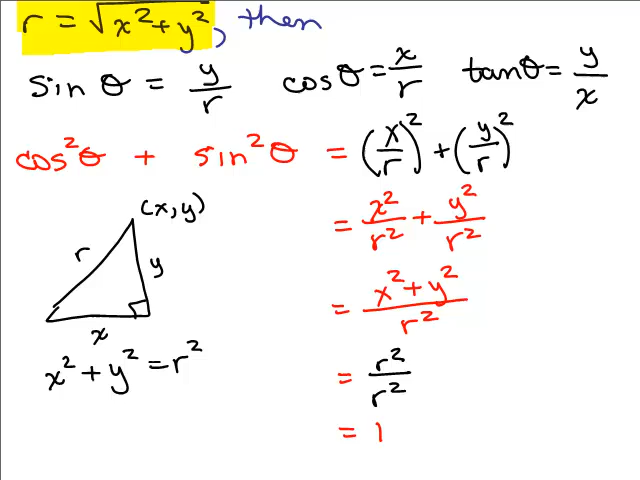 r = √x² + y², then
sin θ = y/r cos θ = x/r tan θ = y/x
cos²θ + sin²θ = (x/r)² + (y/r)²
= x²/r² + y²/r²
= x² + y²/r²
= r²/r²
= 1
(x, y)
r
y
x
x² + y² = r²